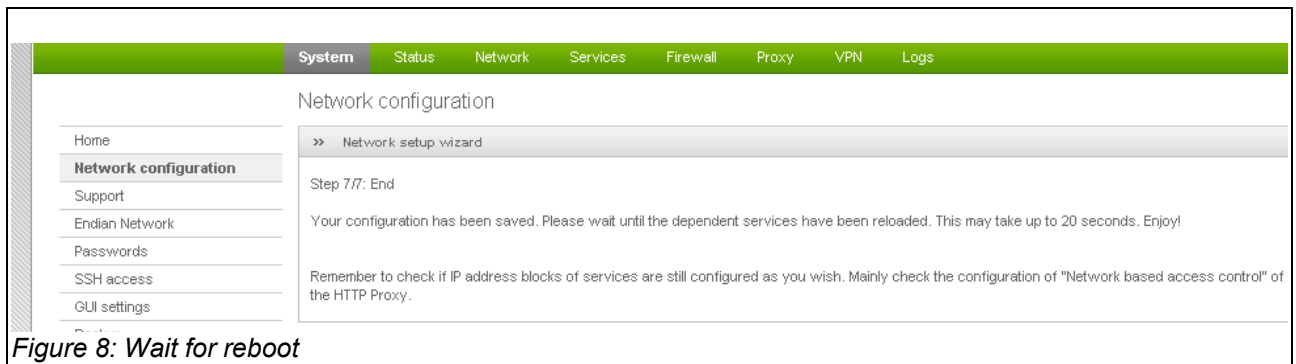 System Status Network Services Firewall Proxy VPN Logs
Network configuration
Home
Network configuration
Support
Endian Network
Passwords
SSH access
GUI settings
>> Network setup wizard
Step 7/7: End
Your configuration has been saved. Please wait until the dependent services have been reloaded. This may take up to 20 seconds. Enjoy!
Remember to check if IP address blocks of services are still configured as you wish. Mainly check the configuration of "Network based access control" of
the HTTP Proxy.
Figure 8: Wait for reboot